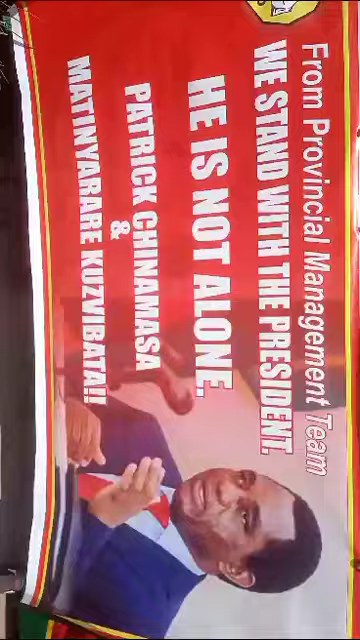 From Provincial Management Team
WE STAND WITH THE PRESIDENT.
HE IS NOT ALONE.
PATRICK CHINAMASA
&
MATINYARARE KUZVIBATA!!